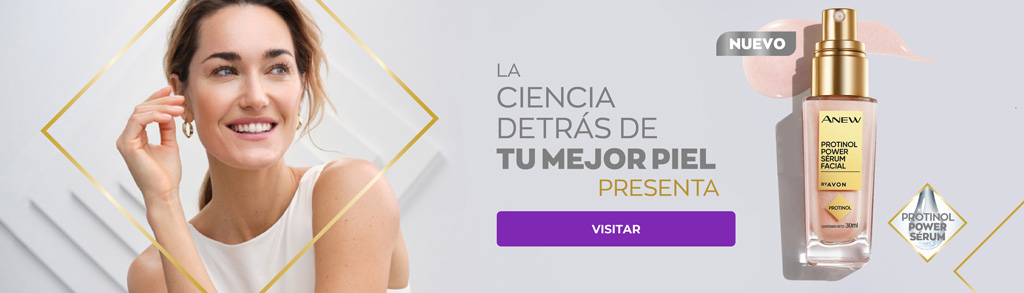 LA
CIENCIA
DETRÁS DE
TU MEJOR PIEL
PRESENTA
VISITAR
NUEVO
ANEW
PROTINOL
POWER
SÉRUM
FACIAL
BY AVON
PROTINOL
CONTENIDO NETO 30ml
PROTINOL
POWER
SÉRUM